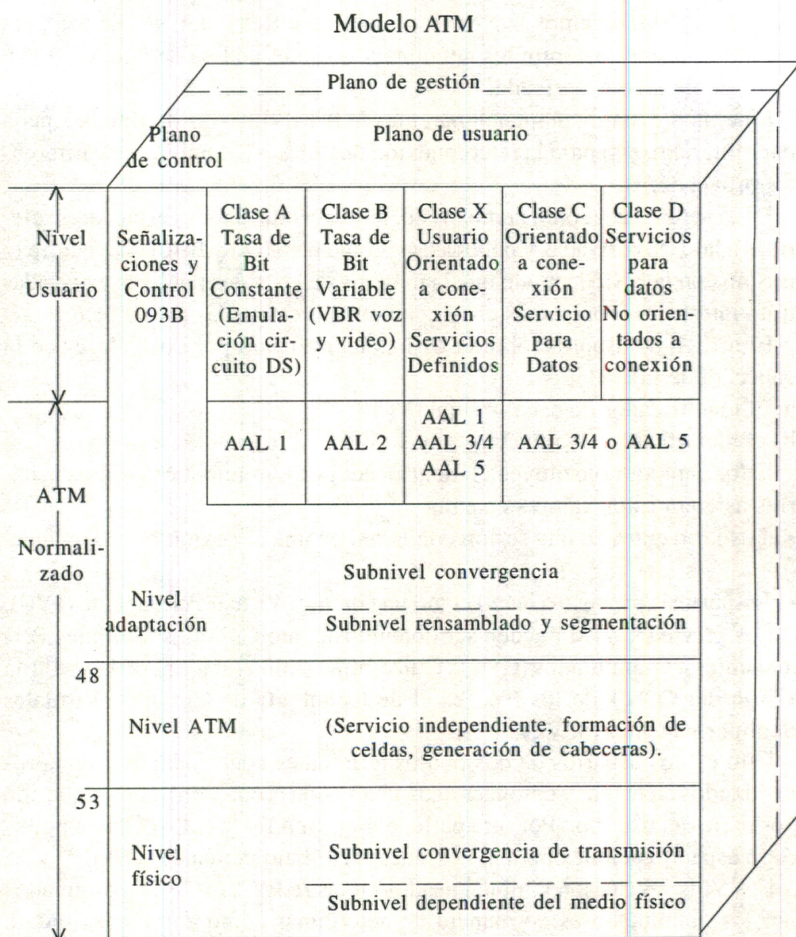 Modelo ATM
Plano de gestión
Plano
de control
Plano de usuario
Nivel
Usuario
Señaliza-
ciones y
Control
093B
Clase A
Tasa de
Bit
Constante
(Emula-
ción cir-
cuito DS)
Clase B
Tasa de
Bit
Variable
(VBR voz
y video)
Clase X
Usuario
Orientado
a cone-
xión
Servicios
Definidos
Clase C
Orientado
a cone-
xión
Servicio
para
Datos
Clase D
Servicios
para
datos
No orien-
tados a
conexión
ATM
Normali-
zado
AAL 1
AAL 2
AAL 1
AAL 3/4
AAL 5
AAL 3/4 o AAL 5
Nivel
adaptación
Subnivel convergencia
Subnivel rensamblado y segmentación
48
Nivel ATM
(Servicio independiente, formación de
celdas, generación de cabeceras).
53
Nivel
físico
Subnivel convergencia de transmisión
Subnivel dependiente del medio físico